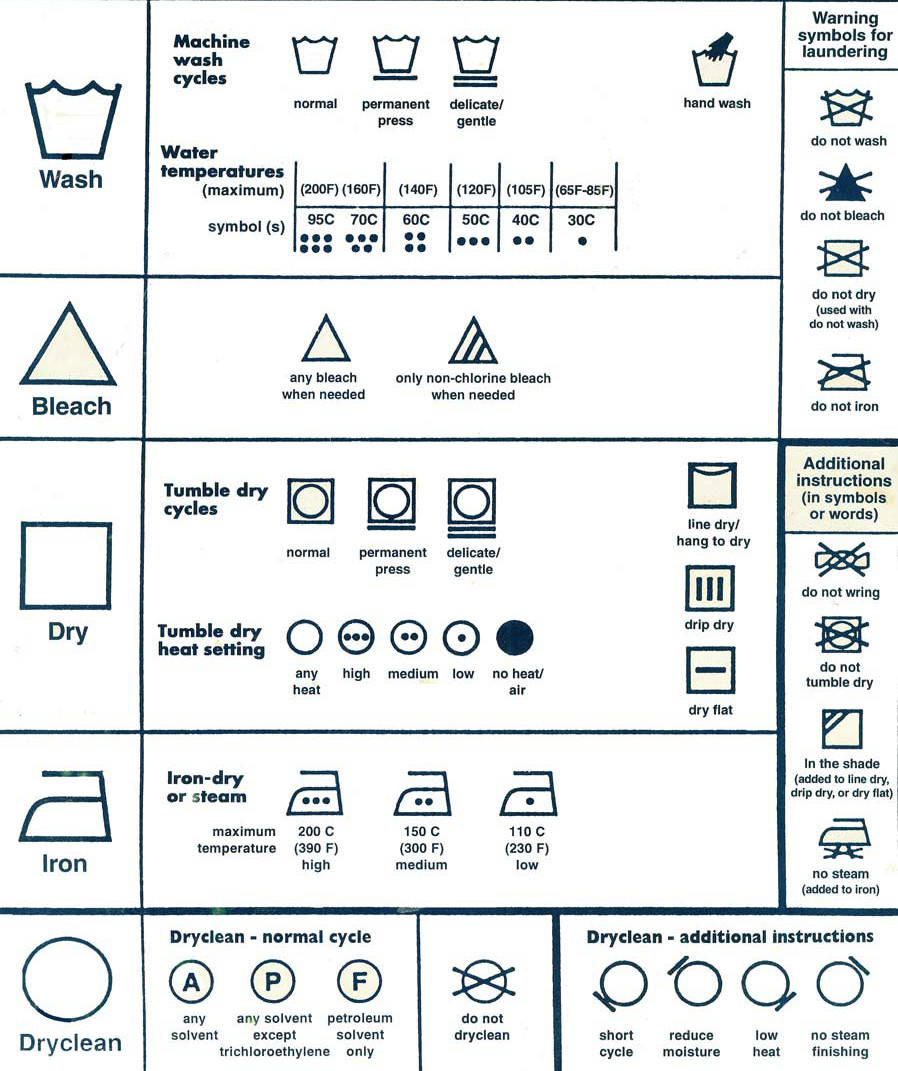 Wash
Machine
wash
cycles
normal
permanent
press
delicate/
gentle
hand wash
Water
temperatures
(maximum)
(200F) (160F)
(140F)
(120F)
(105F)
(65F-85F)
symbol (s)
95C
70C
60C
50C
40C
30C
Warning
symbols for
laundering
do not wash
do not bleach
do not dry
(used with
do not wash)
do not iron
Bleach
any bleach
when needed
only non-chlorine bleach
when needed
Dry
Tumble dry
cycles
normal
permanent
press
delicate/
gentle
line dry/
hang to dry
drip dry
dry flat
Tumble dry
heat setting
any
heat
high
medium
low
no heat/
air
Additional
instructions
(in symbols
or words)
do not wring
do not
tumble dry
In the shade
(added to line dry,
drip dry, or dry flat)
no steam
(added to iron)
Iron
Iron-dry
or steam
maximum
temperature
200 C
(390 F)
high
150 C
(300 F)
medium
110 C
(230 F)
low
Dryclean
Dryclean - normal cycle
A
any
solvent
P
any solvent
except
trichloroethylene
F
petroleum
solvent
only
do not
dryclean
Dryclean - additional instructions
short
cycle
reduce
moisture
low
heat
no steam
finishing